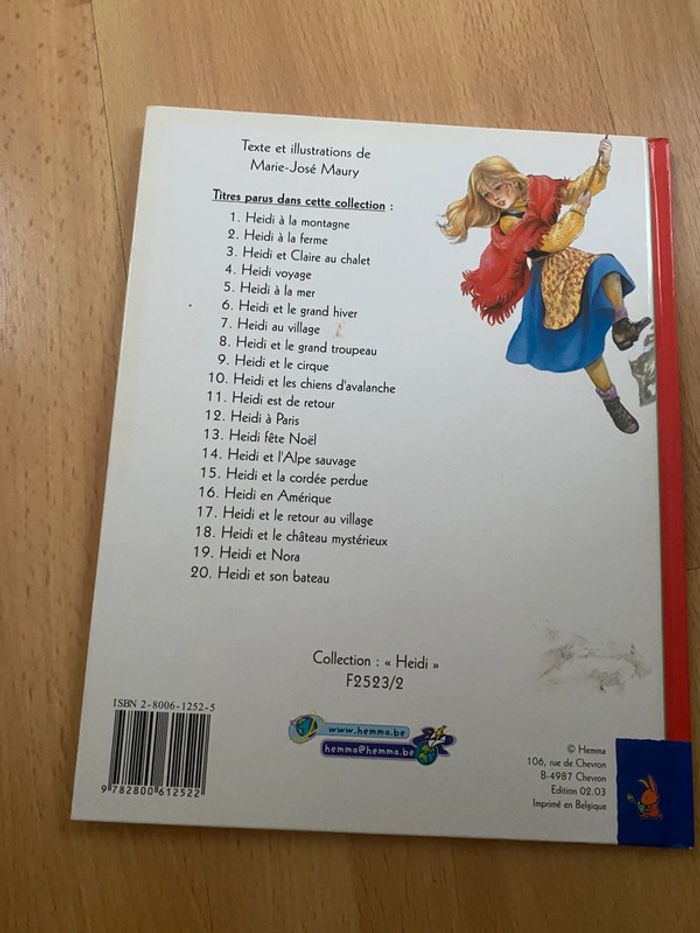 Texte et illustrations de
Marie-José Maury
Titres parus dans cette collection :
1. Heidi à la montagne
2. Heidi à la ferme
3. Heidi et Claire au chalet
4. Heidi voyage
5. Heidi à la mer
6. Heidi et le grand hiver
7. Heidi au village
8. Heidi et le grand troupeau
9. Heidi et le cirque
10. Heidi et les chiens d'avalanche
11. Heidi est de retour
12. Heidi à Paris
13. Heidi fête Noël
14. Heidi et l'Alpe sauvage
15. Heidi et la cordée perdue
16. Heidi en Amérique
17. Heidi et le retour au village
18. Heidi et le château mystérieux
19. Heidi et Nora
20. Heidi et son bateau
Collection : « Heidi »
F2523/2
ISBN 2-8006-1252-5
9 782800 612522
www.hemma.be
hemma@hemma.be
© Hemma
106, rue de Chevron
B-4987 Chevron
Edition 02.03
Imprimé en Belgique